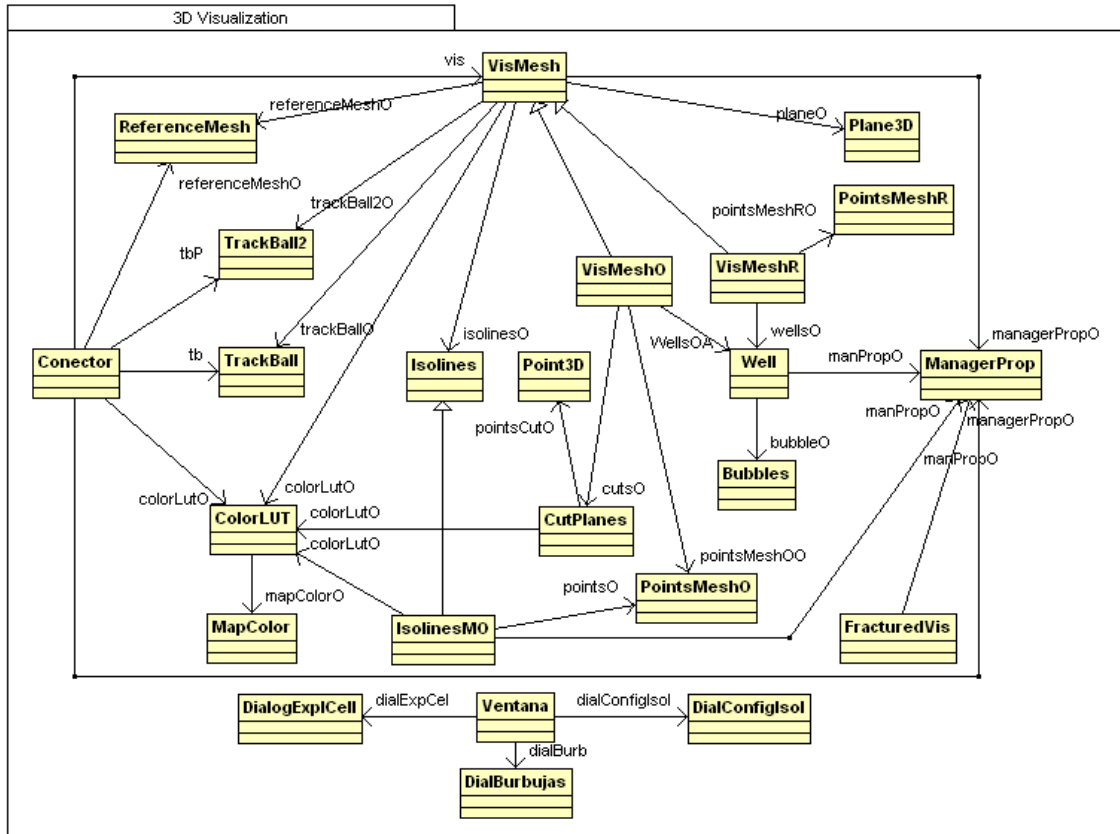 3D Visualization
vis
VisMesh
referenceMeshO
planeO
ReferenceMesh
Plane3D
referenceMeshO
trackBall2O
pointsMeshRO
PointsMeshR
tbP
TrackBall2
VisMeshO
VisMeshR
trackBallO
isolinesO
WellsOA
wellsO
managerPropO
Conector
tb
TrackBall
Isolines
Point3D
Well
manPropO
ManagerProp
pointsCutO
manPropO
managerPropO
bubbleO
manPropO
Bubbles
colorLutO
colorLutO
cutsO
ColorLUT
colorLutO
CutPlanes
colorLutO
pointsMeshOO
mapColorO
pointsO
PointsMeshO
MapColor
IsolinesMO
FracturedVis
DialogExplCell
dialExpCel
Ventana
dialConfigIsol
DialConfigIsol
dialBurb
DialBurbujas